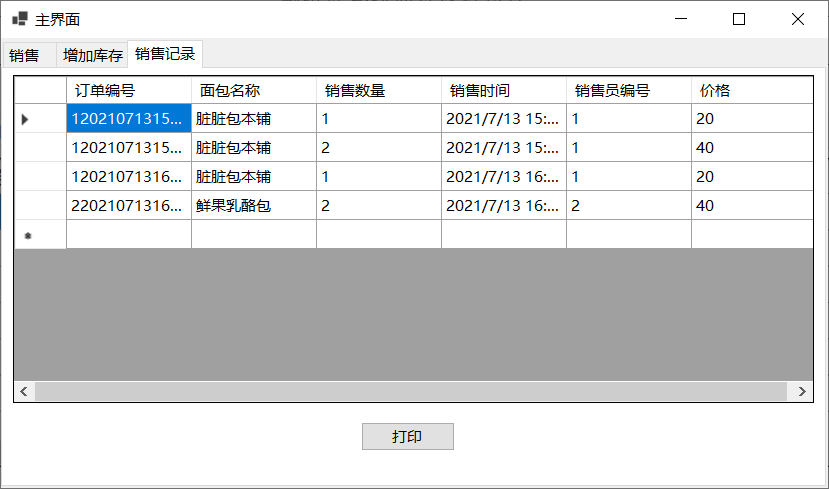 主界面
销售 增加库存 销售记录
订单编号 面包名称 销售数量 销售时间 销售员编号 价格
12021071315... 脏脏包本铺 1 2021/7/13 15:... 1 20
12021071315... 脏脏包本铺 2 2021/7/13 15:... 1 40
12021071316... 脏脏包本铺 1 2021/7/13 16:... 1 20
22021071316... 鲜果乳酪包 2 2021/7/13 16:... 2 40
打印